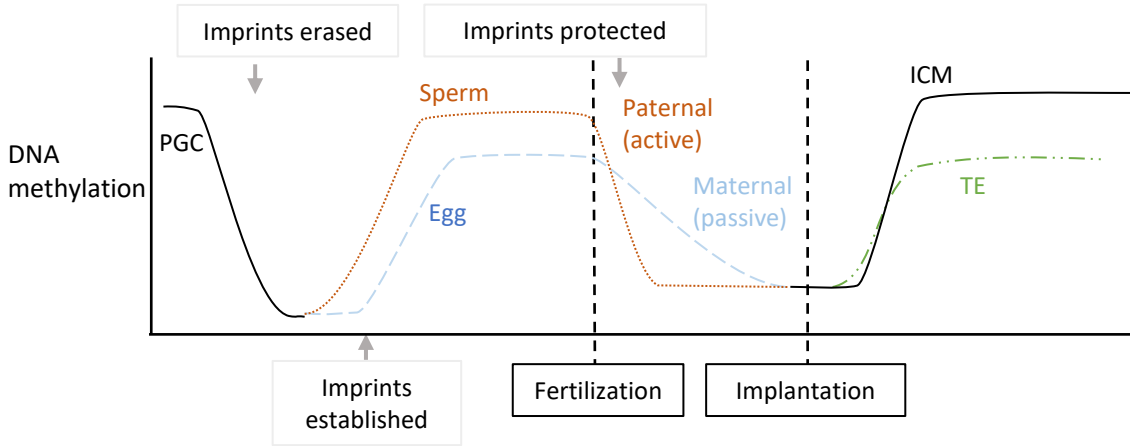 Imprints erased
Imprints protected
ICM
Sperm
Paternal
(active)
PGC
DNA
methylation
Maternal
(passive)
TE
Egg
Imprints
established
Fertilization
Implantation